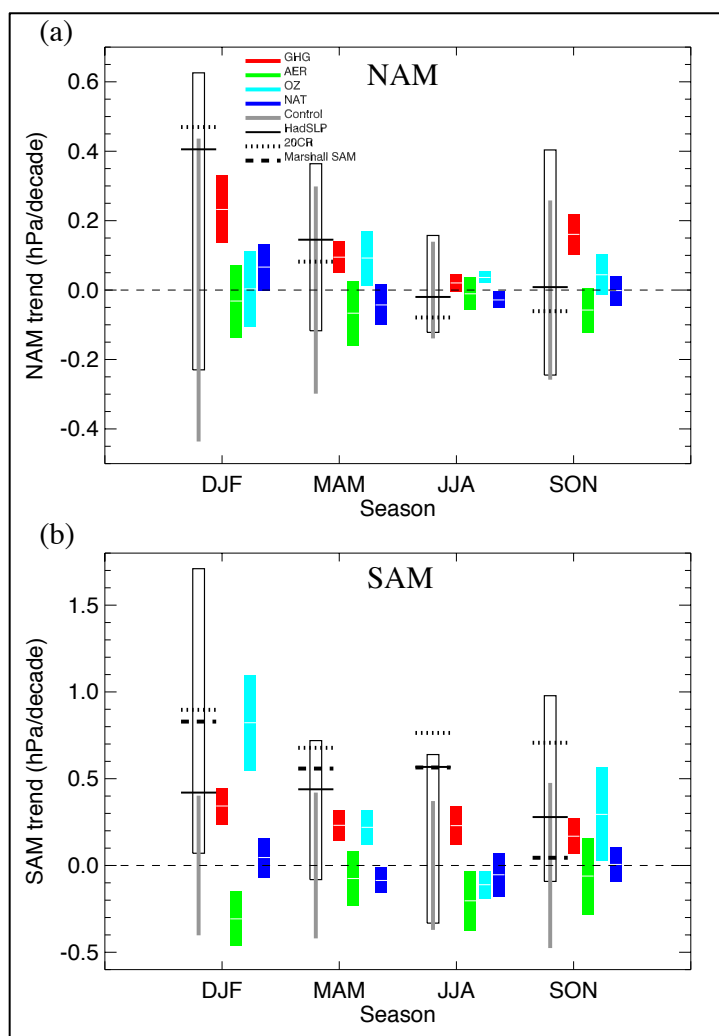 (a)
NAM
GHG
AER
OZ
NAT
Control
HadSLP
20CR
Marshall SAM
NAM trend (hPa/decade)
0.6
0.4
0.2
0.0
-0.2
-0.4
DJF MAM JJA SON
Season
(b)
SAM
SAM trend (hPa/decade)
1.5
1.0
0.5
0.0
-0.5
DJF MAM JJA SON
Season